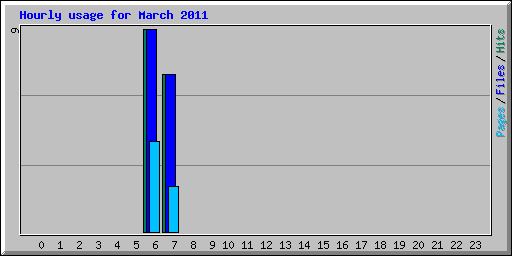 Hourly usage for March 2011
9
Pages/Files/Hits
0 1 2 3 4 5 6 7 8 9 10 11 12 13 14 15 16 17 18 19 20 21 22 23